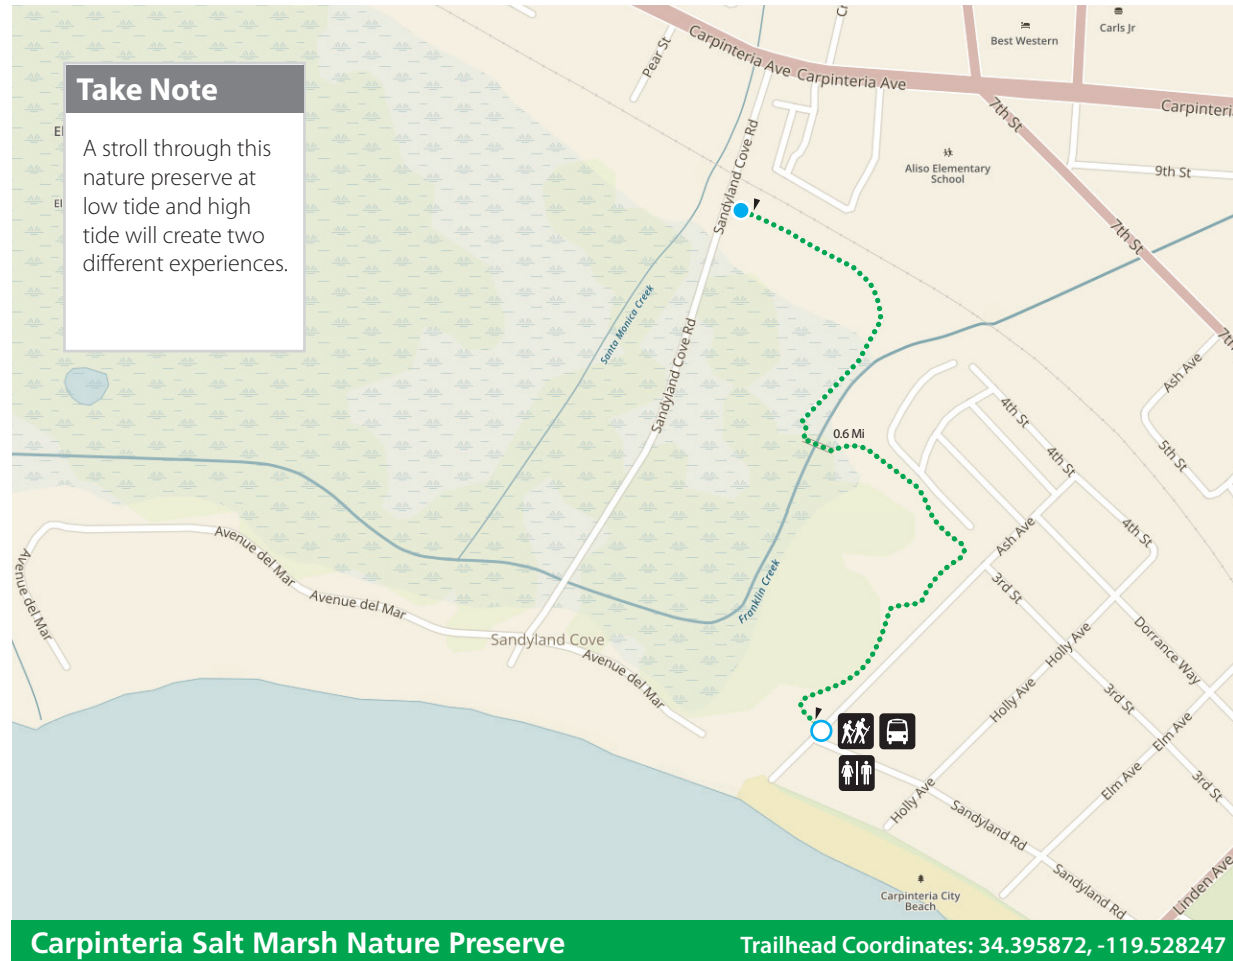 Take Note
A stroll through this
nature preserve at
low tide and high
tide will create two
different experiences.
Pear St
Carpinteria Ave
Carpinteria Ave
Best Western
Carls Jr
7th St
9th St
Aliso Elementary
School
Sandyland Cove Rd
7th St
Santa Monica Creek
Sandyland Cove Rd
Ash Ave
0.6 Mi
4th St
4th St
5th St
4th St
Ash Ave
Avenue del Mar
Avenue del Mar
Avenue del Mar
Franklin Creek
3rd St
Sandyland Cove
Avenue del Mar
Holly Ave
Dorrance Way
Holly Ave
3rd St
Elm Ave
Elm Ave
3rd St
Holly Ave
Sandyland Rd
Sandyland Rd
Linden Ave
Carpinteria City
Beach
Carpinteria Salt Marsh Nature Preserve
Trailhead Coordinates: 34.395872, -119.528247